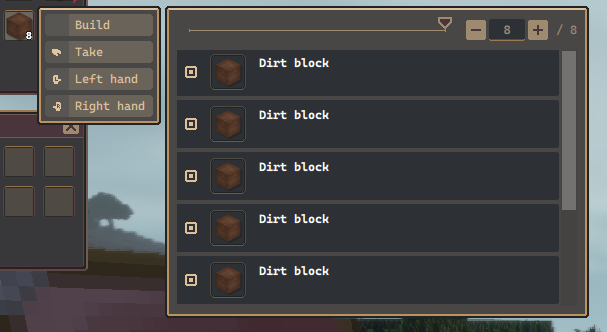 8
Build
Take
Left hand
Right hand
8 / 8
Dirt block
Dirt block
Dirt block
Dirt block
Dirt block